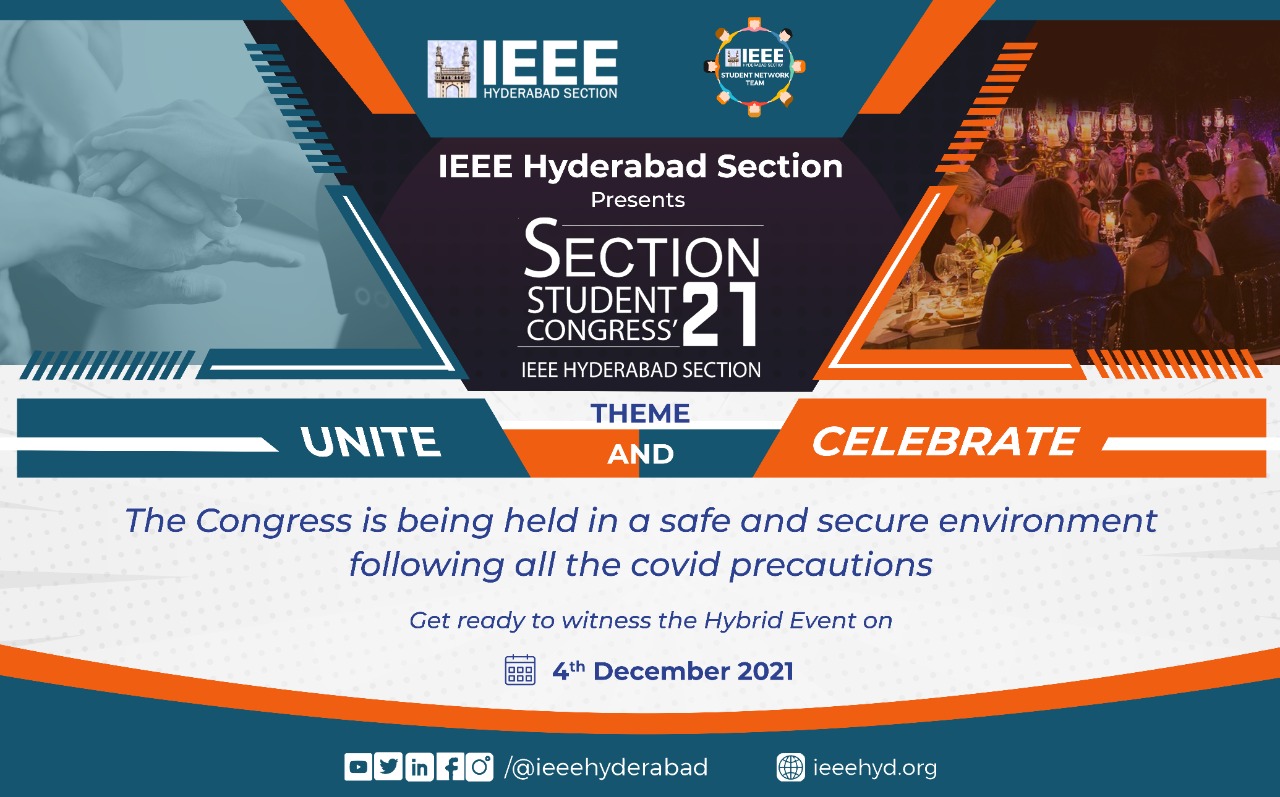 IEEE
HYDERABAD SECTION
IEEE
HYDERABAD SECTION
STUDENT NETWORK
TEAM
IEEE Hyderabad Section
Presents
SECTION
STUDENT
CONGRESS'21
IEEE HYDERABAD SECTION
THEME
UNITE AND CELEBRATE
The Congress is being held in a safe and secure environment
following all the covid precautions
Get ready to witness the Hybrid Event on
4th December 2021
/@ieeehyderabad
ieeehyd.org